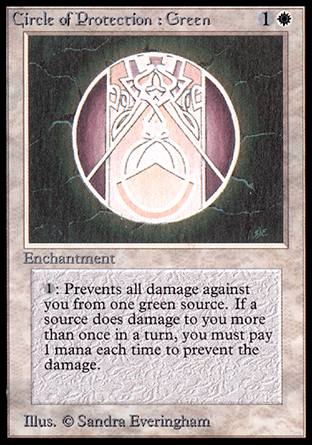 Circle of Protection : Green 1
Enchantment
1: Prevents all damage against
you from one green source. If a
source does damage to you more
than once in a turn, you must pay
1 mana each time to prevent the
damage.
Illus. © Sandra Everingham